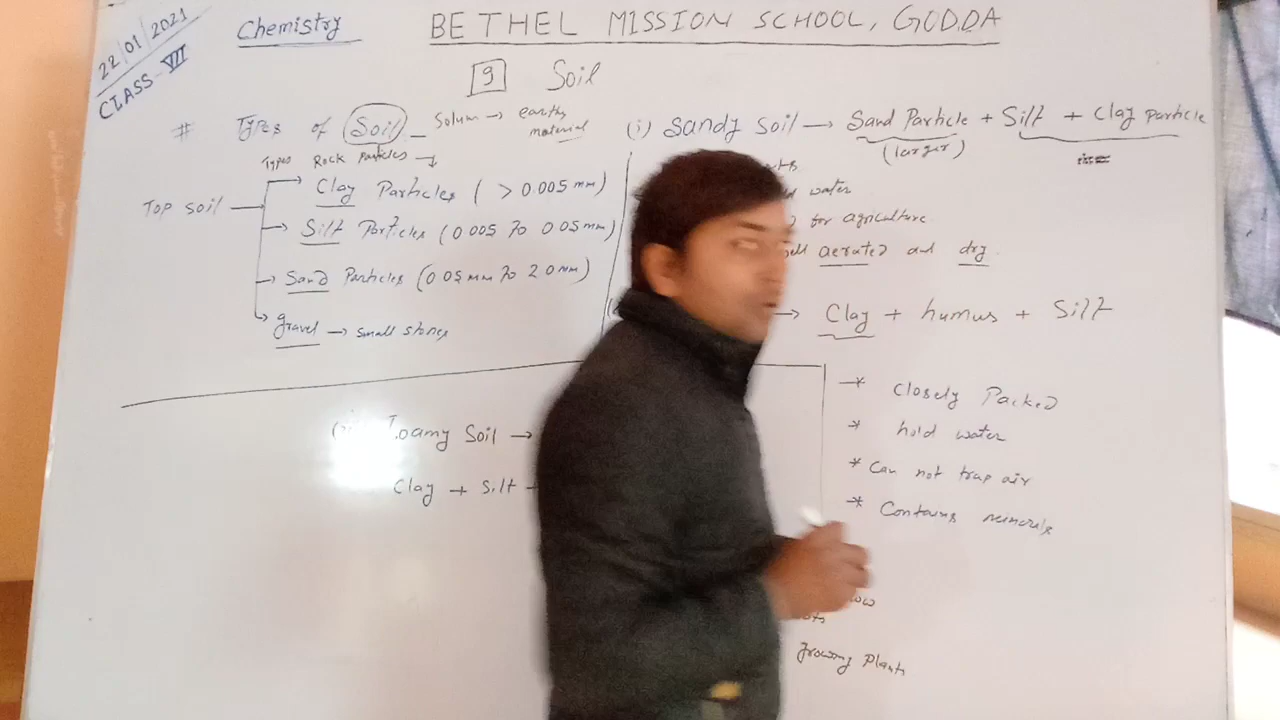 22/01/2021
CLASS - VII
Chemistry
BETHEL MISSION SCHOOL, GODDA
9 Soil
# Types of Soil - Solum → earthy
material
Types Rock Particles
Top soil
Clay Particles ( > 0.005 mm)
Silt Particles (0.005 To 0.05 mm)
Sand Particles (0.05 mm To 2.0 mm)
gravel → small stones
(i) Sandy Soil → Sand Particle + Silt + Clay particle
(larger)
water
for agriculture
aerated and dry.
→ Clay + humus + Silt
* Closely Packed
* hold water
* Can not trap air
* Contains minerals
Loamy Soil →
Clay + Silt +
growing plants